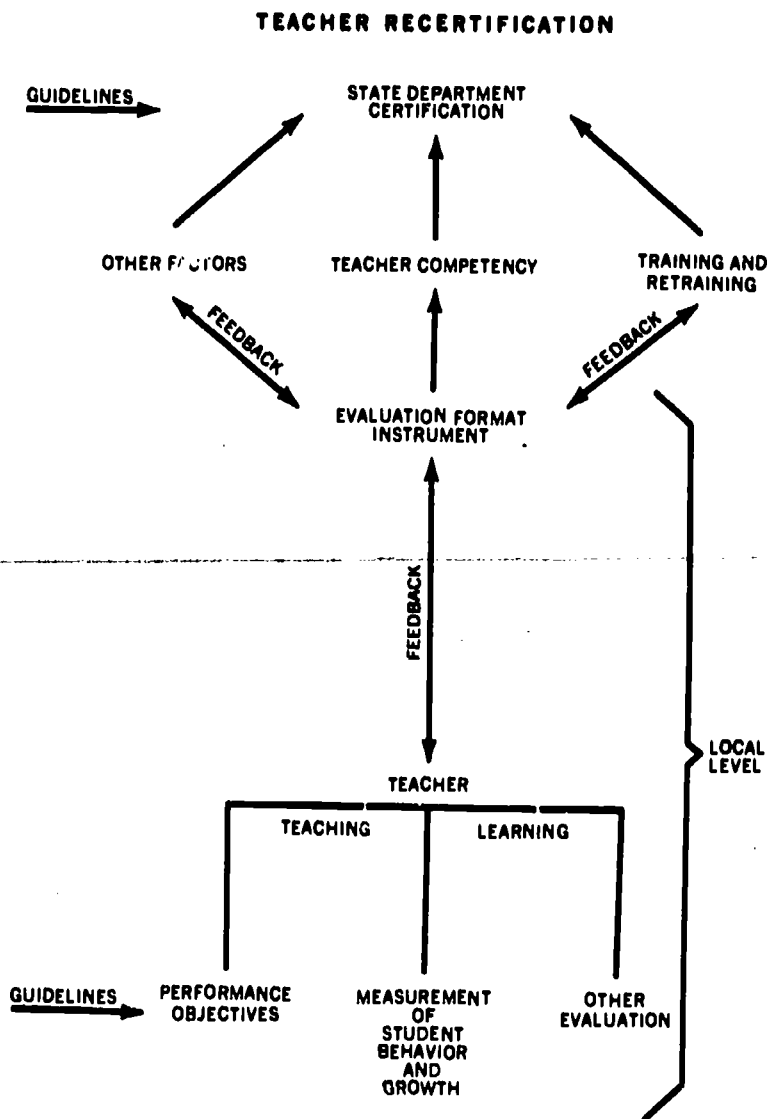 TEACHER RECERTIFICATION
GUIDELINES
STATE DEPARTMENT
CERTIFICATION
OTHER
TEACHER COMPETENCY
TRAINING AND
RETRAINING
FEEDBACK
FEEDBACK
EVALUATION FORMAT
INSTRUMENT
FEEDBACK
LOCAL
LEVEL
TEACHER
TEACHING
LEARNING
GUIDELINES
PERFORMANCE
OBJECTIVES
MEASUREMENT
OF
STUDENT
BEHAVIOR
AND
GROWTH
OTHER
EVALUATION